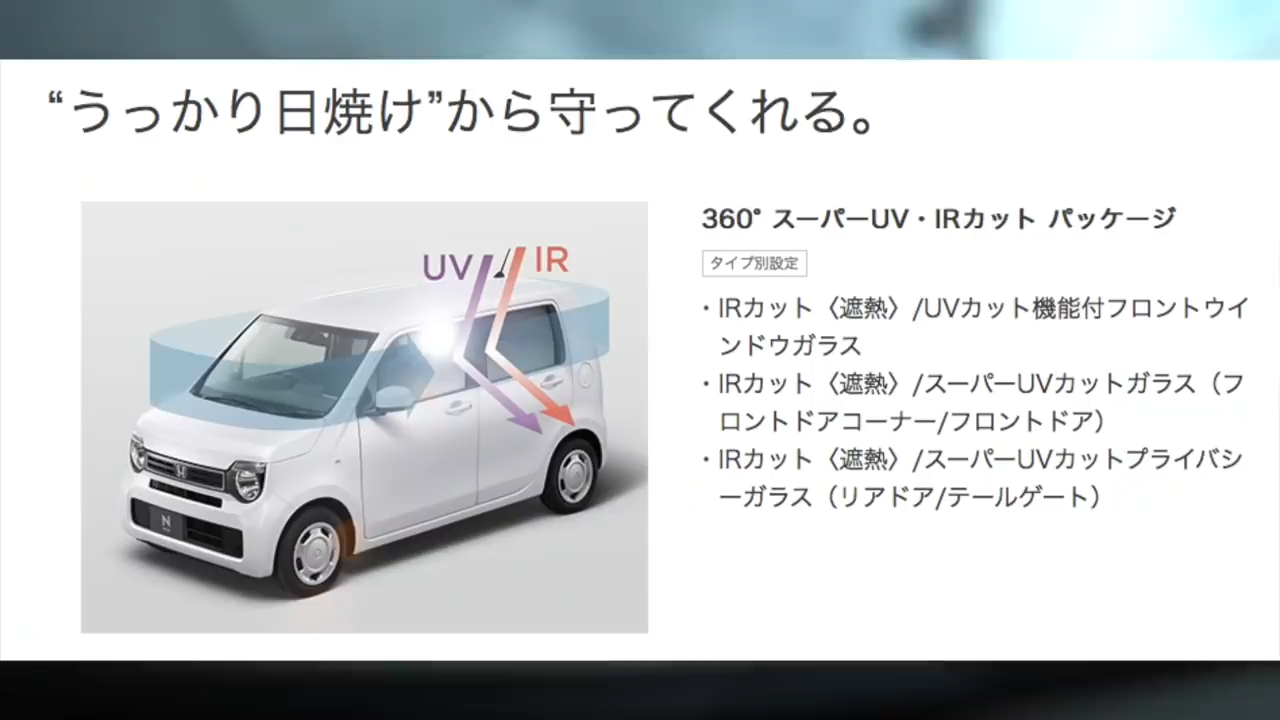 “うっかり日焼け”から守ってくれる。
UV
IR
N
360° スーパーUV・IRカット パッケージ
タイプ別設定
・IRカット〈遮熱〉/UVカット機能付フロントウイ
ンドウガラス
・IRカット〈遮熱〉/スーパーUVカットガラス（フ
ロントドアコーナー/フロントドア）
・IRカット〈遮熱〉/スーパーUVカットプライバシ
ーガラス（リアドア/テールゲート）